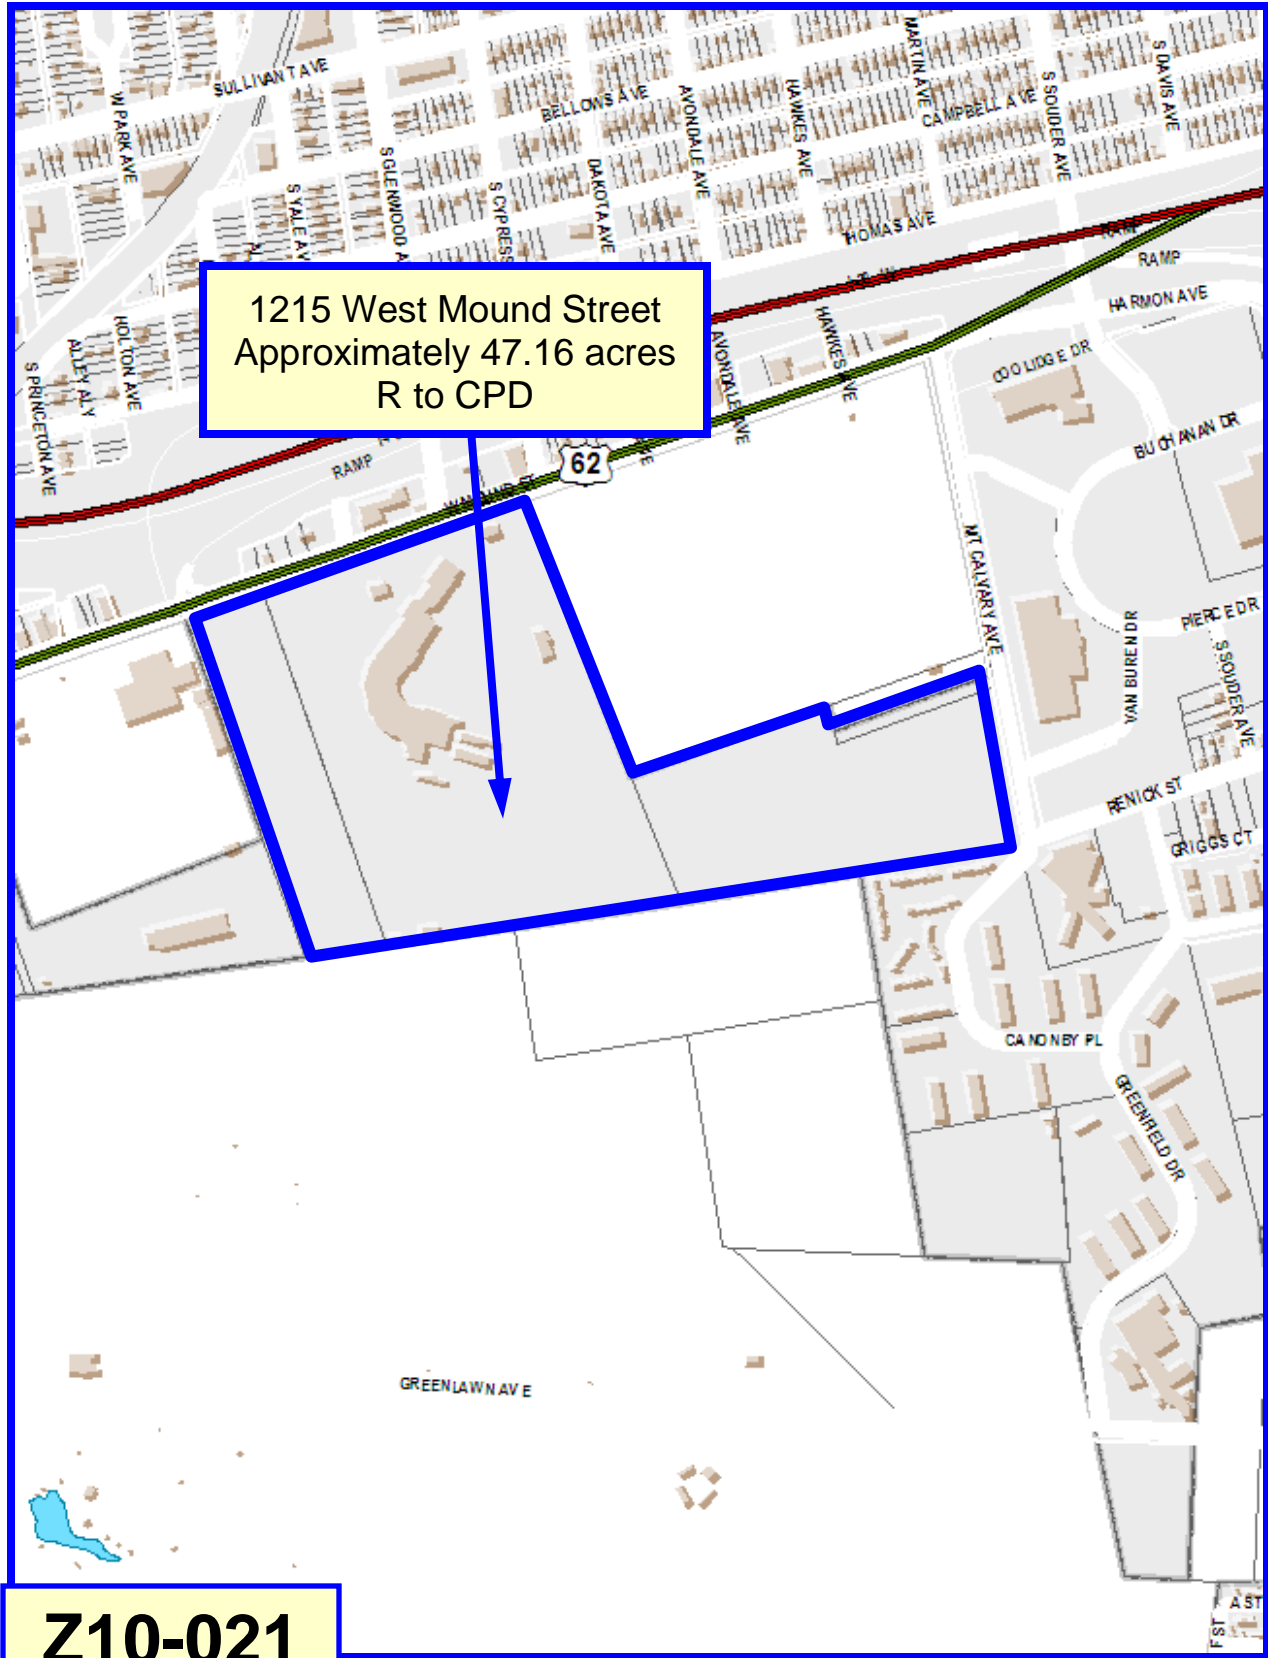 SULLIVANT AVE
W PARK AVE
BELLOWS AVE
AVONDALE AVE
HAWKES AVE
MARTIN AVE
CAMPBELL AVE
S SOUDER AVE
S DAVIS AVE
S YALE AV
S GLENWOOD A
S CYPRESS
DAKOTA AVE
THOMAS AVE
RAMP
RAMP
HARMON AVE
1215 West Mound Street
Approximately 47.16 acres
R to CPD
HOLTON AVE
ALLEY ALY
S PRINCETON AVE
HAWKES AVE
AVONDALE AVE
COOLIDGE DR
BUCHANAN DR
RAMP
62
MT CALVARY AVE
PIERCE DR
VAN BUREN DR
S SOUDER AVE
RENICK ST
GRIGGS CT
CANONBY PL
GREENFIELD DR
GREENLAWN AVE
A ST
F ST
Z10-021